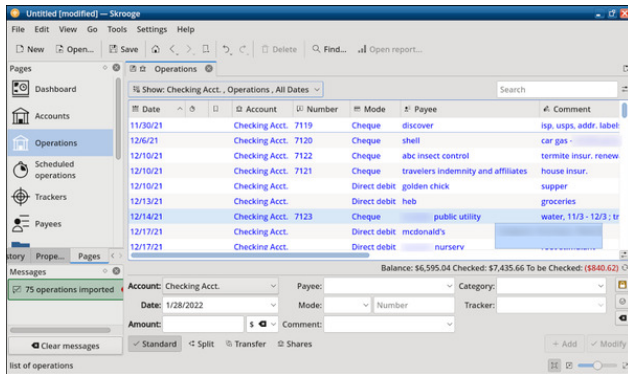 Untitled [modified] — Skrooge
File Edit View Go Tools Settings Help
New Open... Save Delete Find... Open report...
Pages
Operations
Dashboard
Accounts
Operations
Scheduled
operations
Trackers
Payees
Show: Checking Acct. , Operations , All Dates
Search
Date Account Number Mode Payee Comment
11/30/21 Checking Acct. 7119 Cheque discover isp, usps, addr. label
12/6/21 Checking Acct. 7120 Cheque shell car gas -
12/10/21 Checking Acct. 7122 Cheque abc insect control termite insur. renew
12/10/21 Checking Acct. 7121 Cheque travelers indemnity and affiliates house insur.
12/10/21 Checking Acct. Direct debit golden chick supper
12/13/21 Checking Acct. Direct debit heb groceries
12/14/21 Checking Acct. 7123 Cheque public utility water, 11/3 - 12/3 ; tr
12/17/21 Checking Acct. Direct debit mcdonald's
12/17/21 Checking Acct. Direct debit nursery
story Prope... Pages
Balance: $6,595.04 Checked: $7,435.66 To be Checked: ($840.62)
Messages
75 operations imported
Clear messages
Account: Checking Acct. Payee: Category:
Date: 1/28/2022 Mode: Number Tracker:
Amount: $ Comment:
Standard Split Transfer Shares + Add Modify
list of operations